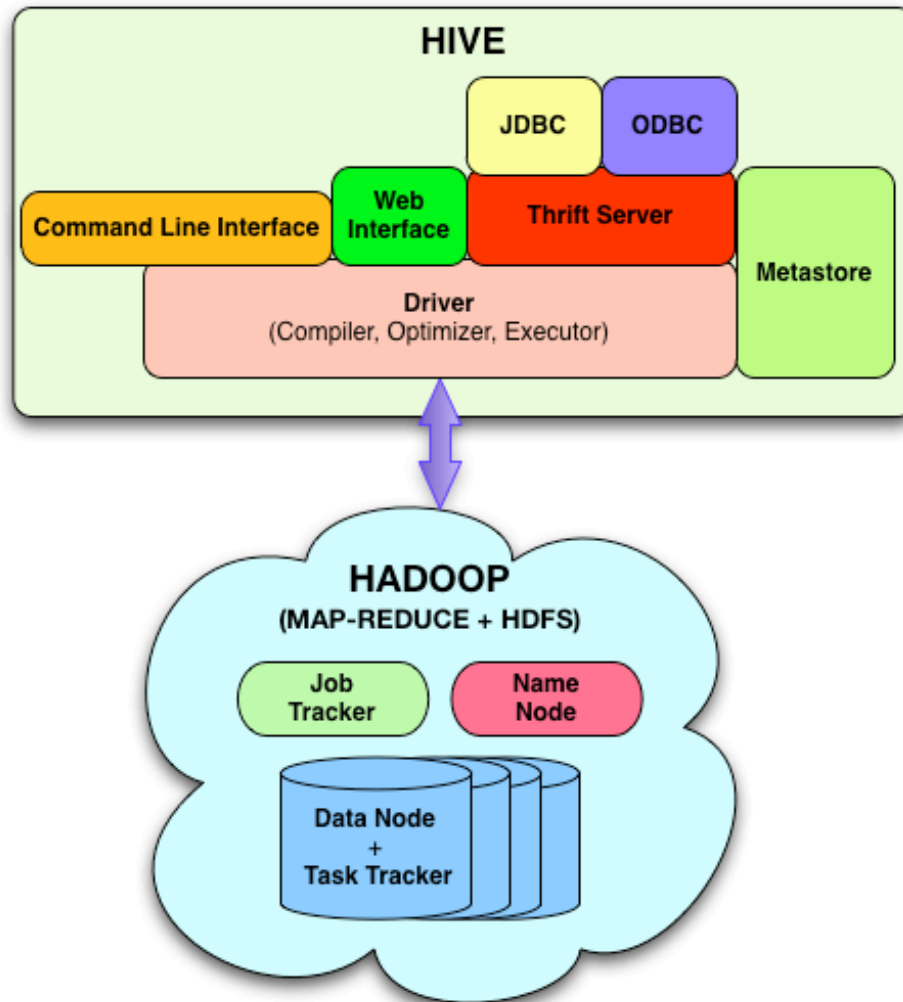 HIVE
JDBC
ODBC
Command Line Interface
Web
Interface
Thrift Server
Metastore
Driver
(Compiler, Optimizer, Executor)
HADOOP
(MAP-REDUCE + HDFS)
Job
Tracker
Name
Node
Data Node
+
Task Tracker